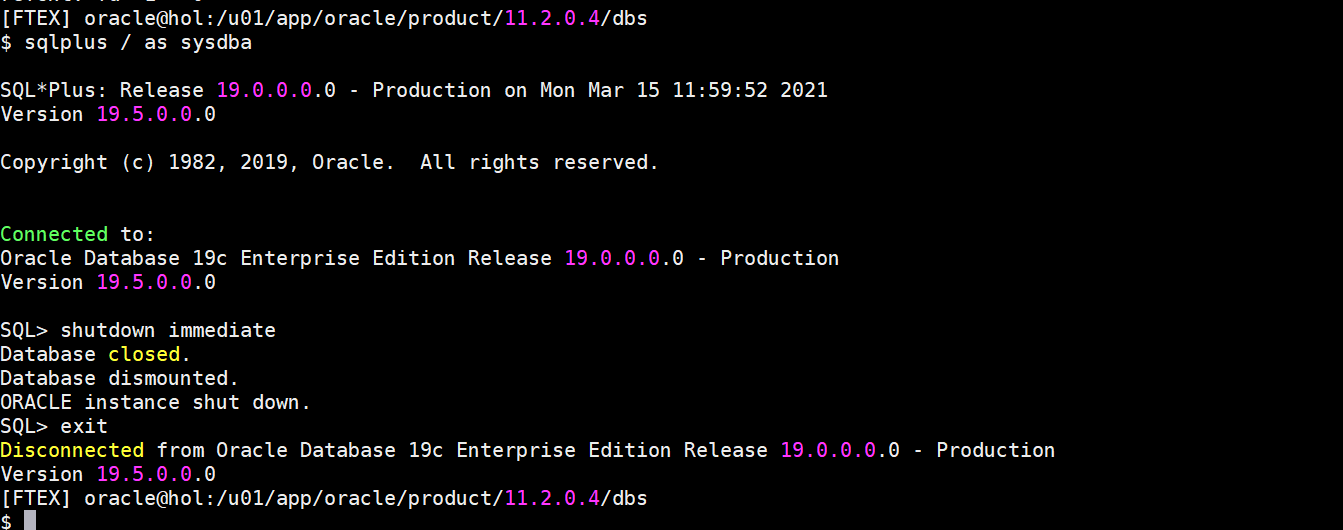 [FTEX] oracle@hol:/u01/app/oracle/product/11.2.0.4/dbs
$ sqlplus / as sysdba
SQL*Plus: Release 19.0.0.0.0 - Production on Mon Mar 15 11:59:52 2021
Version 19.5.0.0.0
Copyright (c) 1982, 2019, Oracle.  All rights reserved.
Connected to:
Oracle Database 19c Enterprise Edition Release 19.0.0.0.0 - Production
Version 19.5.0.0.0
SQL> shutdown immediate
Database closed.
Database dismounted.
ORACLE instance shut down.
SQL> exit
Disconnected from Oracle Database 19c Enterprise Edition Release 19.0.0.0.0 - Production
Version 19.5.0.0.0
[FTEX] oracle@hol:/u01/app/oracle/product/11.2.0.4/dbs
$